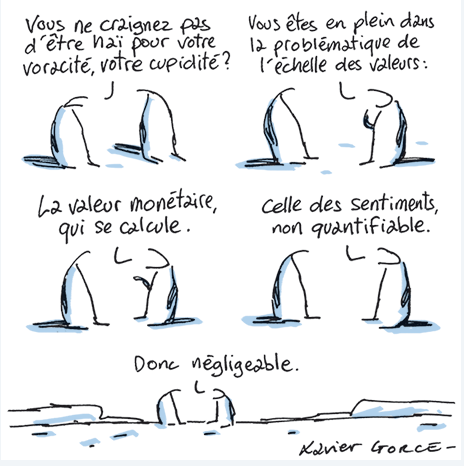 Vous ne craignez pas
d'être haï pour votre
voracité, votre cupidité ?
Vous êtes en plein dans
la problématique de
l'échelle des valeurs :
La valeur monétaire,
qui se calcule.
Celle des sentiments,
non quantifiable.
Donc négligeable.
Xavier GORCE –